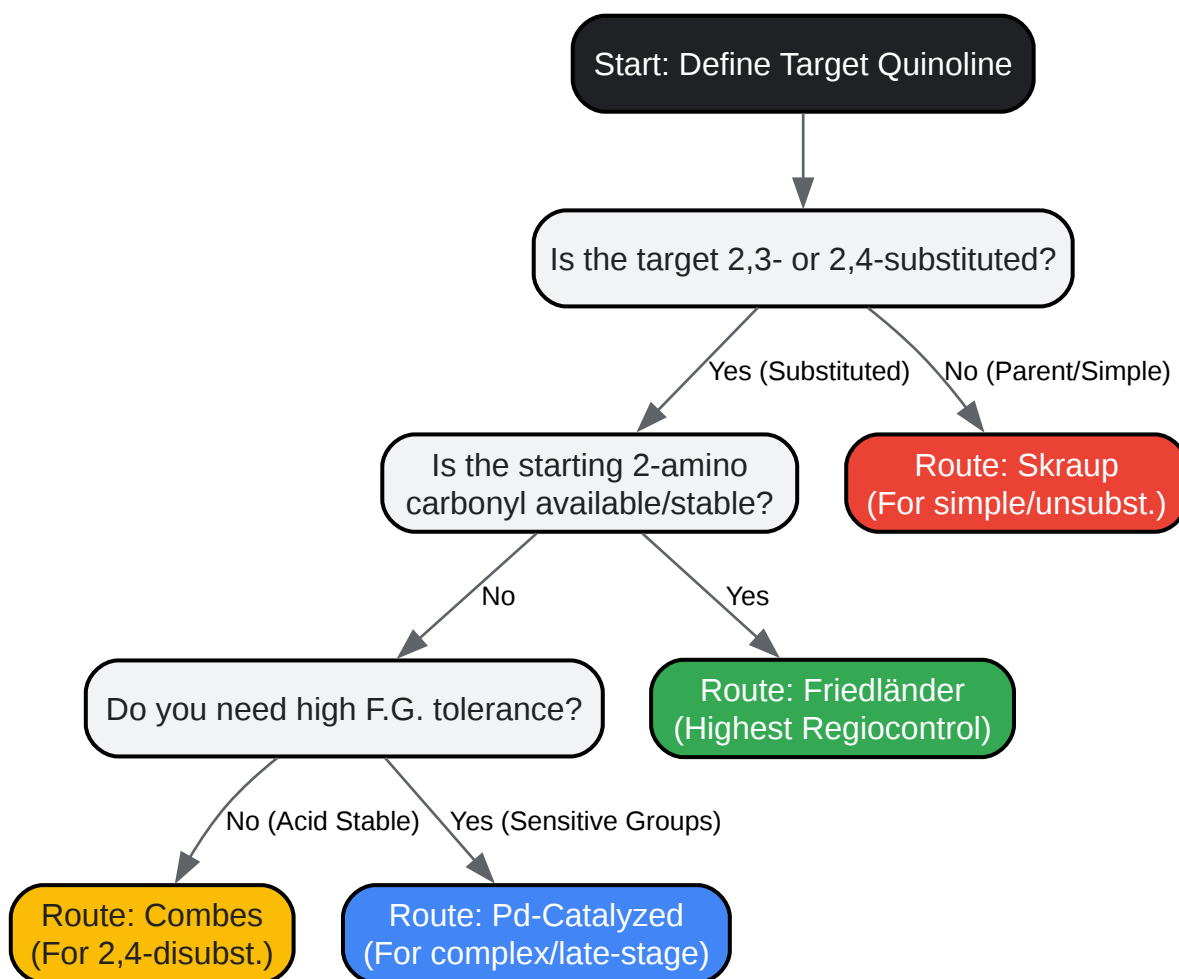 Start: Define Target Quinoline
Is the target 2,3- or 2,4-substituted?
Yes (Substituted)
No (Parent/Simple)
Is the starting 2-amino
carbonyl available/stable?
Route: Skraup
(For simple/unsubst.)
No
Yes
Do you need high F.G. tolerance?
Route: Friedländer
(Highest Regiocontrol)
No (Acid Stable)
Yes (Sensitive Groups)
Route: Combes
(For 2,4-disubst.)
Route: Pd-Catalyzed
(For complex/late-stage)